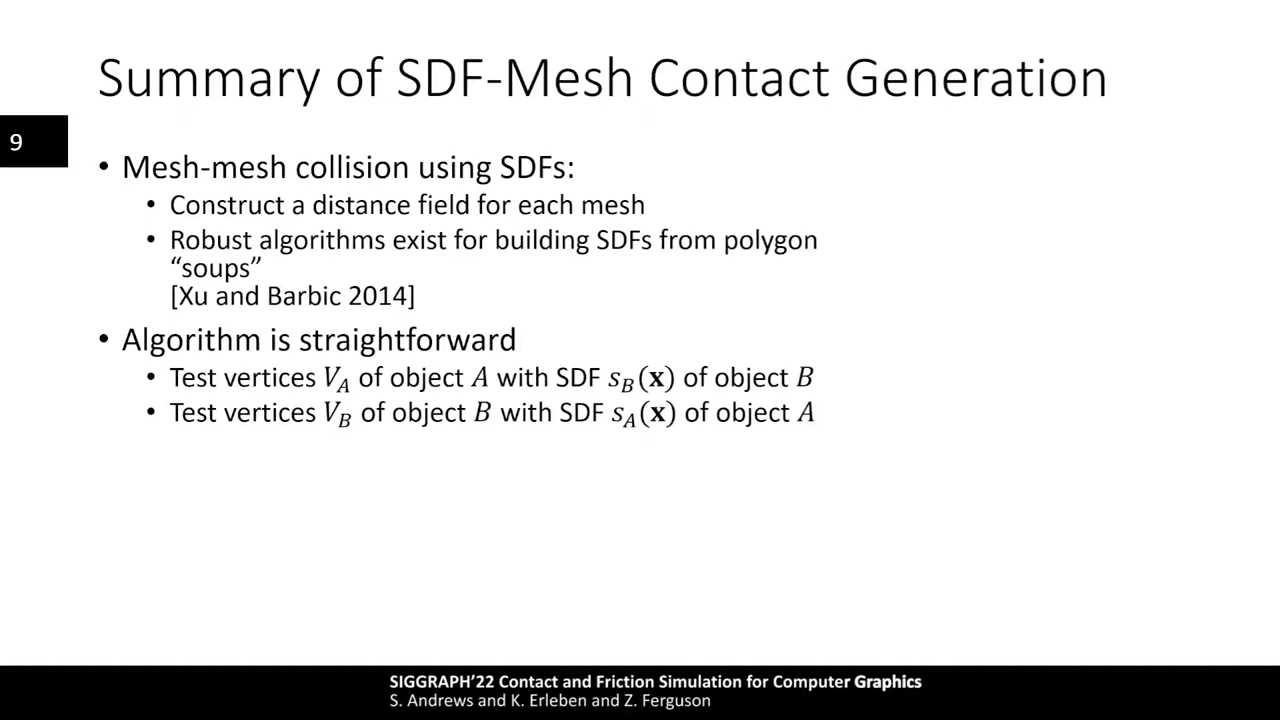 Summary of SDF-Mesh Contact Generation
9
• Mesh-mesh collision using SDFs:
• Construct a distance field for each mesh
• Robust algorithms exist for building SDFs from polygon
“soups”
[Xu and Barbic 2014]
• Algorithm is straightforward
• Test vertices V_A of object A with SDF s_B(x) of object B
• Test vertices V_B of object B with SDF s_A(x) of object A
SIGGRAPH’22 Contact and Friction Simulation for Computer Graphics
S. Andrews and K. Erleben and Z. Ferguson